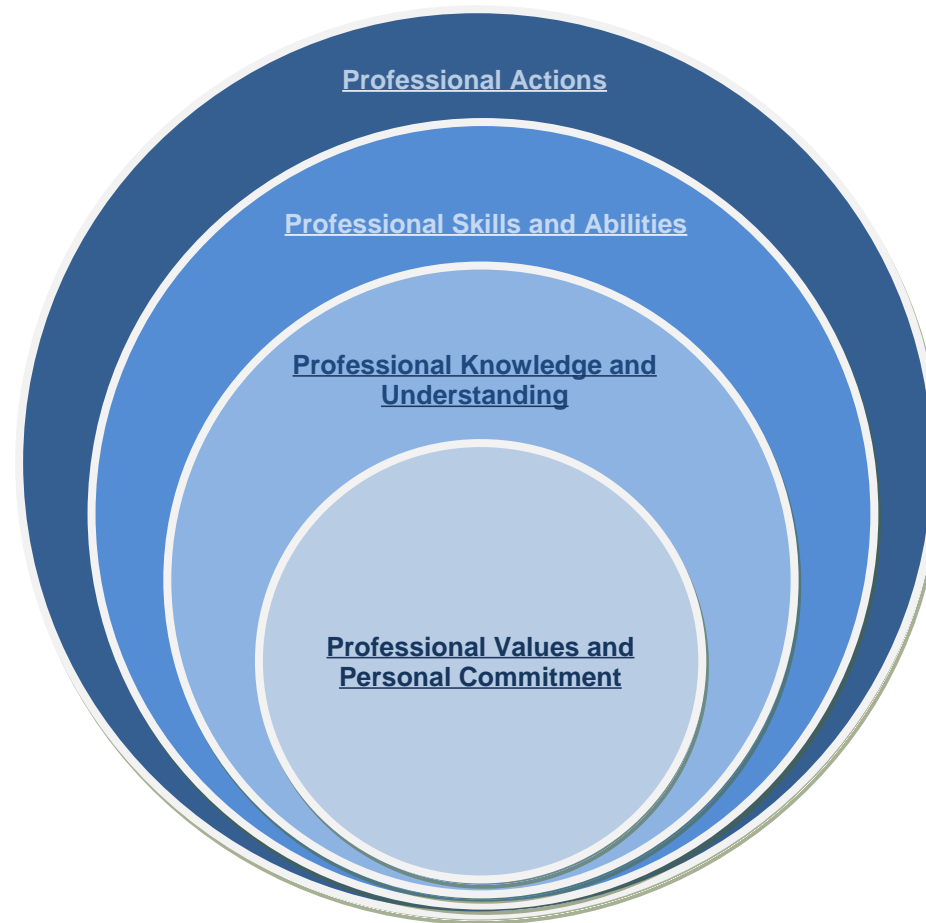 Professional Actions
Professional Skills and Abilities
Professional Knowledge and
Understanding
Professional Values and
Personal Commitment